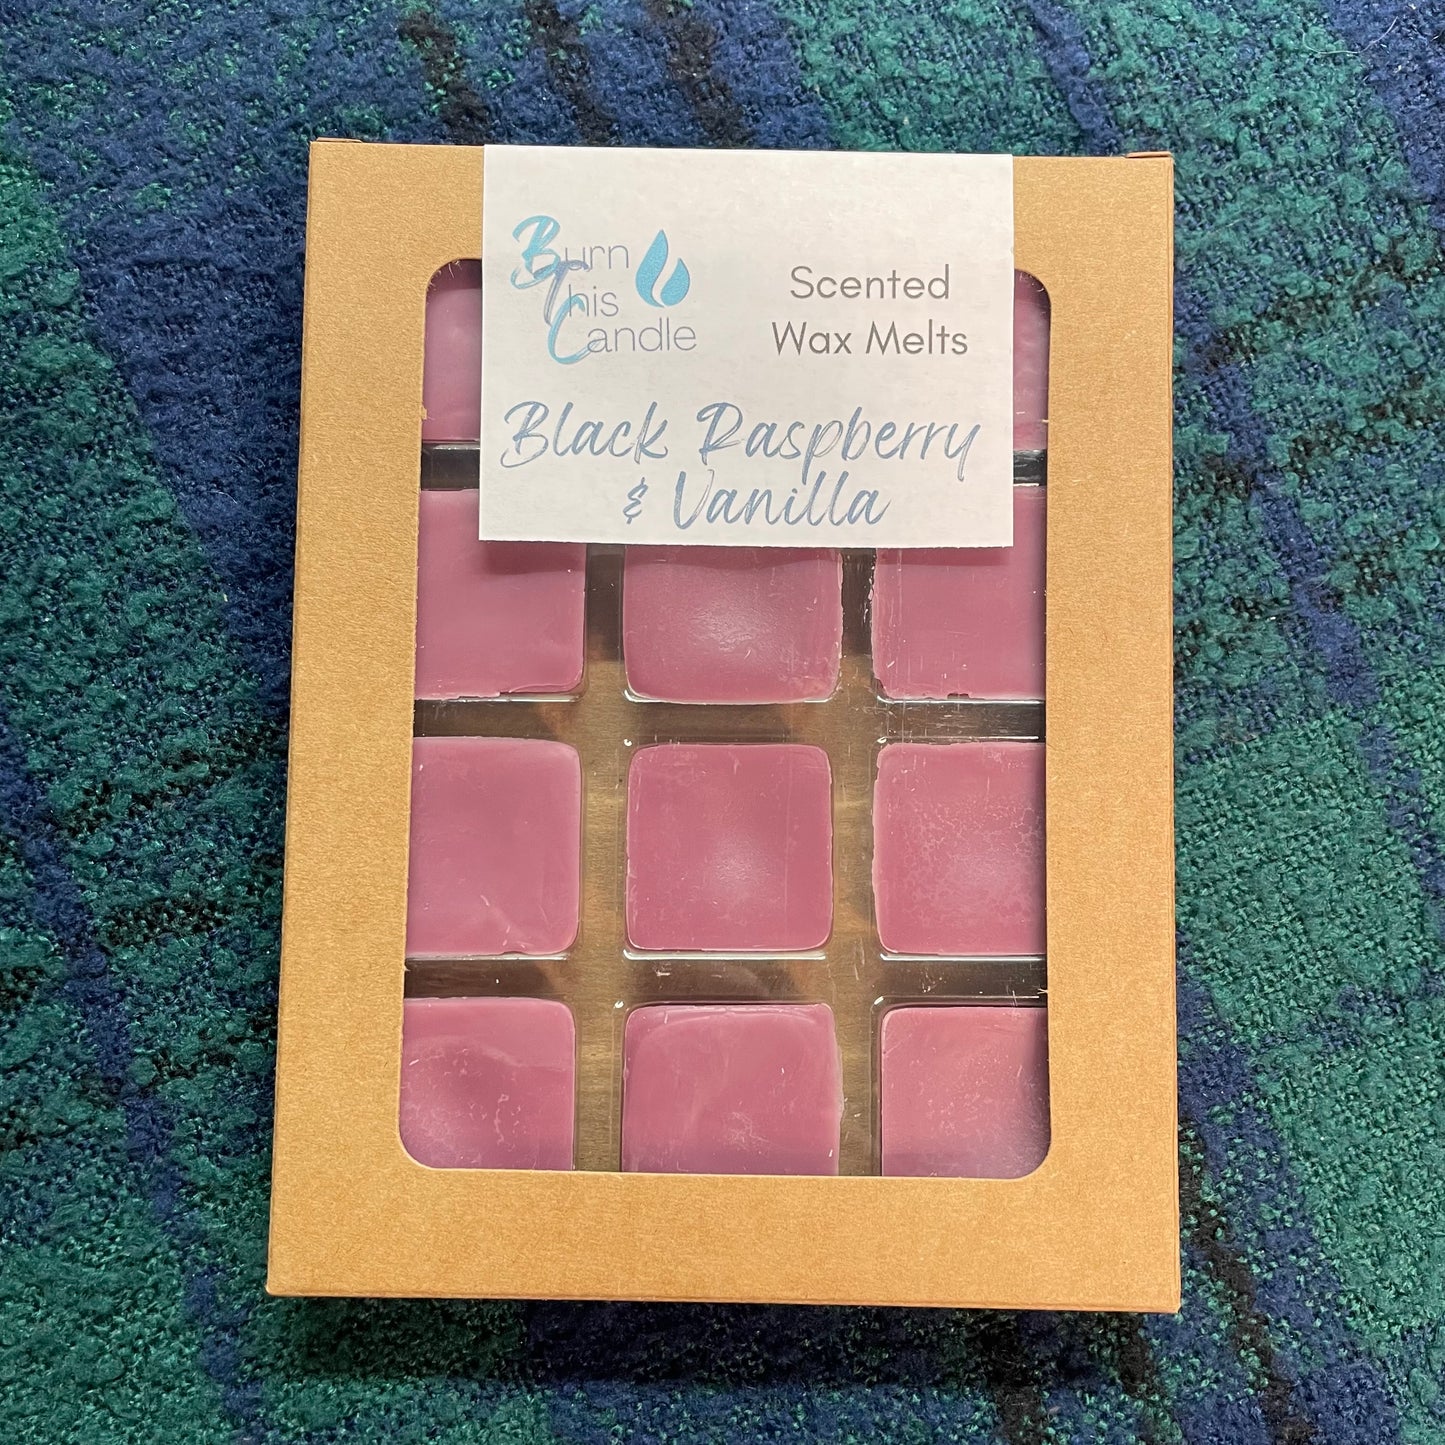 Burn
This
Candle
Scented
Wax Melts
Black Raspberry
& Vanilla